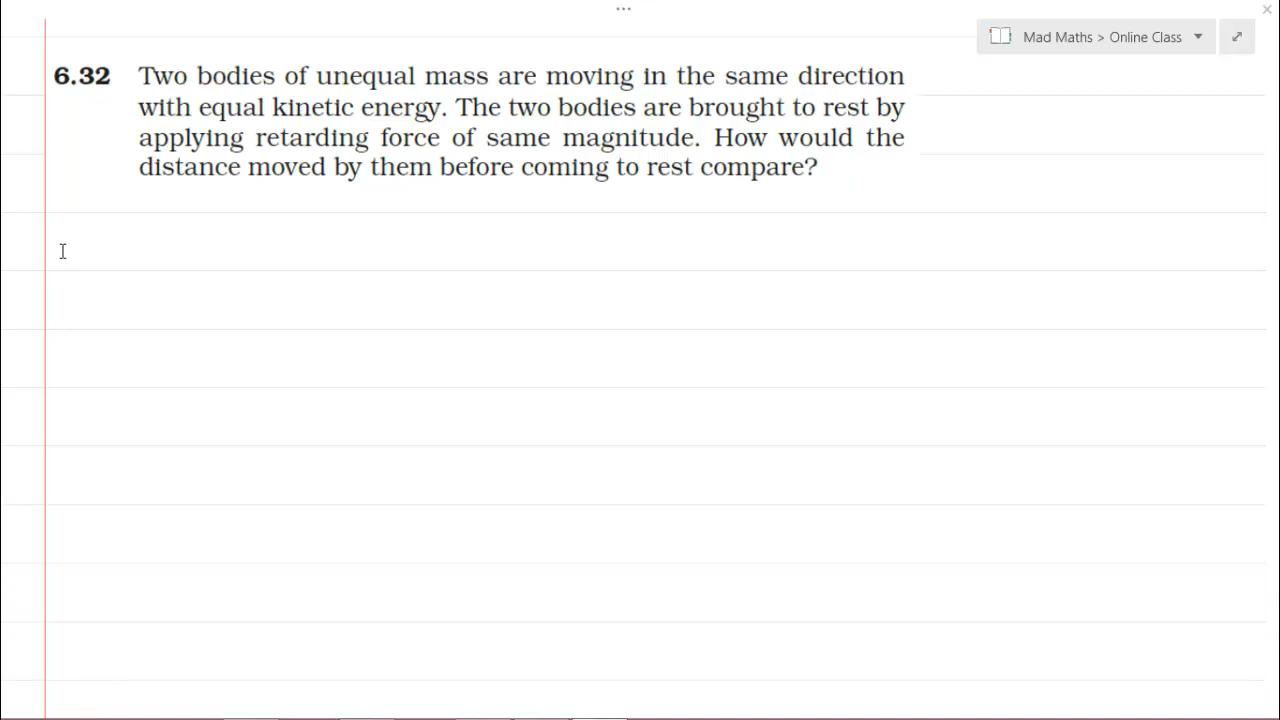 ...
Mad Maths > Online Class
6.32 Two bodies of unequal mass are moving in the same direction
with equal kinetic energy. The two bodies are brought to rest by
applying retarding force of same magnitude. How would the
distance moved by them before coming to rest compare?